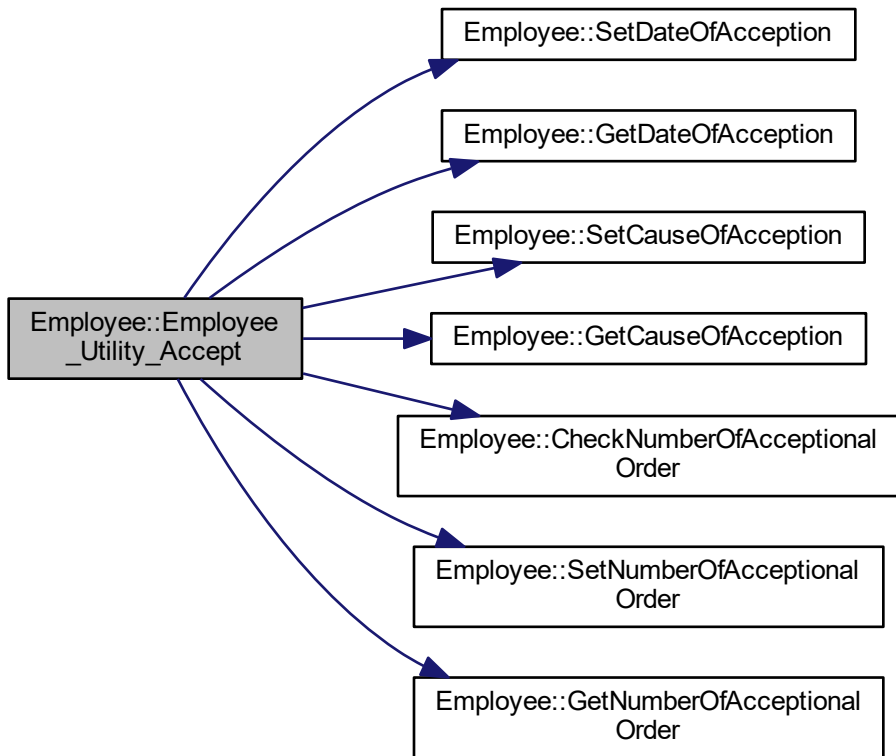 Employee::SetDateOfAcception
Employee::GetDateOfAcception
Employee::SetCauseOfAcception
Employee::Employee
_Utility_Accept
Employee::GetCauseOfAcception
Employee::CheckNumberOfAcceptional
Order
Employee::SetNumberOfAcceptional
Order
Employee::GetNumberOfAcceptional
Order